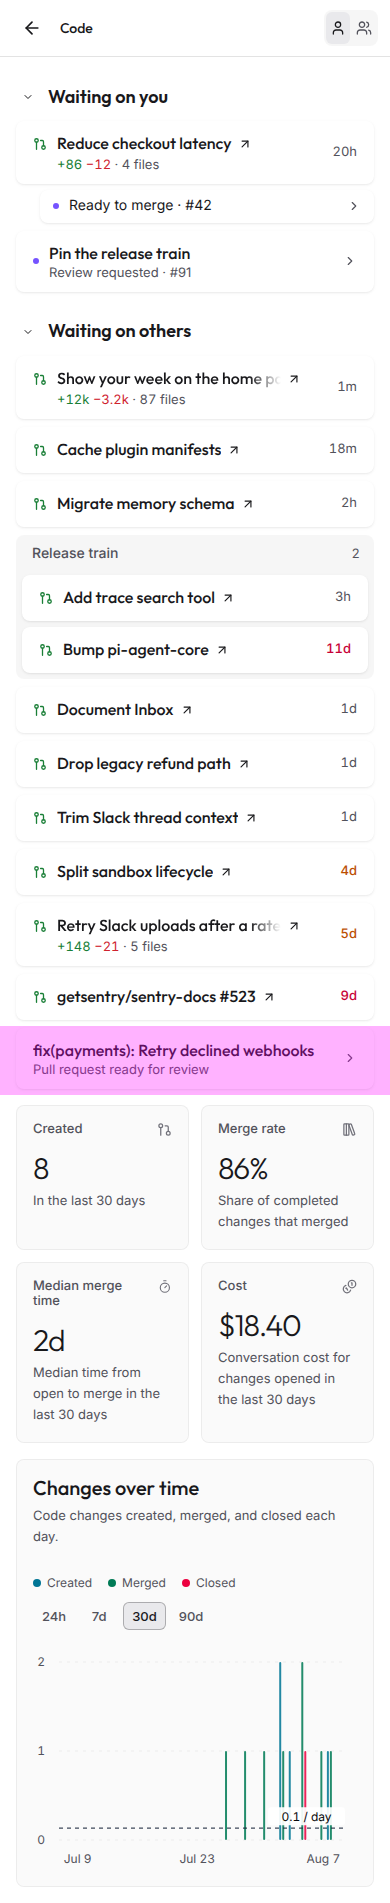 Code
Waiting on you
Reduce checkout latency
20h
+86 −12 · 4 files
Ready to merge · #42
Pin the release train
Review requested · #91
Waiting on others
Show your week on the home
1m
+12k −3.2k · 87 files
Cache plugin manifests
18m
Migrate memory schema
2h
Release train
2
Add trace search tool
3h
Bump pi-agent-core
11d
Document Inbox
1d
Drop legacy refund path
1d
Trim Slack thread context
1d
Split sandbox lifecycle
4d
Retry Slack uploads after a rate
5d
+148 −21 · 5 files
getsentry/sentry-docs #523
9d
fix(payments): Retry declined webhooks
Pull request ready for review
Created
8
In the last 30 days
Merge rate
86%
Share of completed
changes that merged
Median merge
time
2d
Median time from
open to merge in the
last 30 days
Cost
$18.40
Conversation cost for
changes opened in
the last 30 days
Changes over time
Code changes created, merged, and closed each
day.
Created
Merged
Closed
24h
7d
30d
90d
2
1
0.1 / day
0
Jul 9
Jul 23
Aug 7